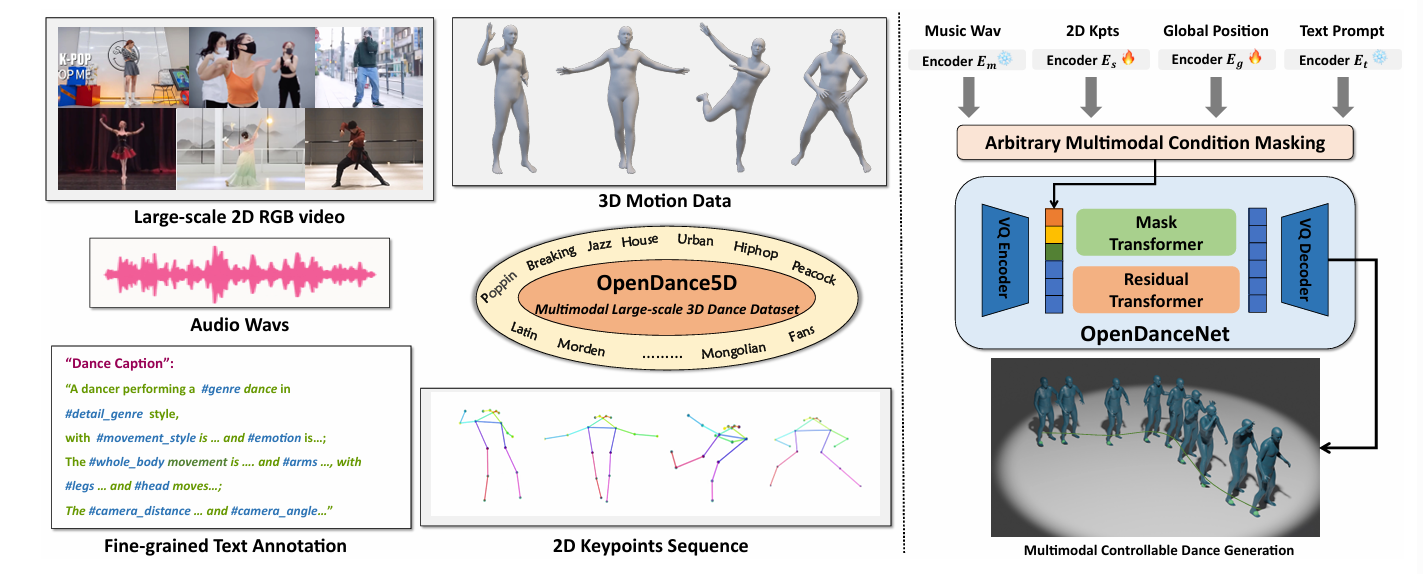 K-POP
OP ME
Large-scale 2D RGB video
Audio Wavs
"Dance Caption":
"A dancer performing a #genre dance in
#detail_genre style,
with #movement_style is … and #emotion is…;
The #whole_body movement is …. and #arms …, with
#legs … and #head moves…;
The #camera_distance … and #camera_angle…"
Fine-grained Text Annotation
3D Motion Data
Poppin Breaking Jazz House Urban Hiphop Peacock
OpenDance5D
Multimodal Large-scale 3D Dance Dataset
Latin Morden ……… Mongolian Fans
2D Keypoints Sequence
Music Wav 2D Kpts Global Position Text Prompt
Encoder Em Encoder Es Encoder Eg Encoder Et
Arbitrary Multimodal Condition Masking
VQ Encoder
Mask
Transformer
Residual
Transformer
VQ Decoder
OpenDanceNet
Multimodal Controllable Dance Generation